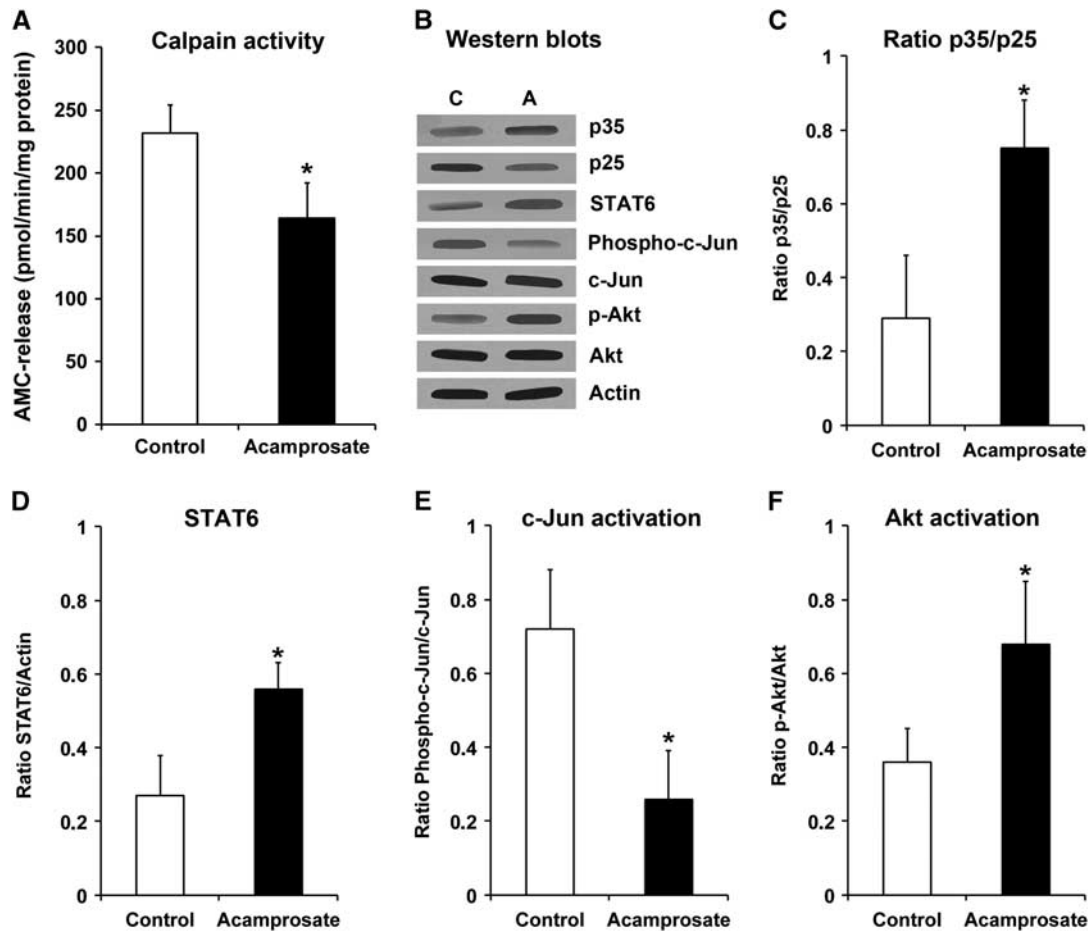 A
Calpain activity
AMC-release (pmol/min/mg protein)
300
250
200
150
100
50
0
*
Control Acamprosate
B
Western blots
C A
p35
p25
STAT6
Phospho-c-Jun
c-Jun
p-Akt
Akt
Actin
C
Ratio p35/p25
Ratio p35/p25
1
0.8
0.6
0.4
0.2
0
*
Control Acamprosate
D
STAT6
Ratio STAT6/Actin
1
0.8
0.6
0.4
0.2
0
*
Control Acamprosate
E
c-Jun activation
Ratio Phospho-c-Jun/c-Jun
1
0.8
0.6
0.4
0.2
0
*
Control Acamprosate
F
Akt activation
Ratio p-Akt/Akt
1
0.8
0.6
0.4
0.2
0
*
Control Acamprosate